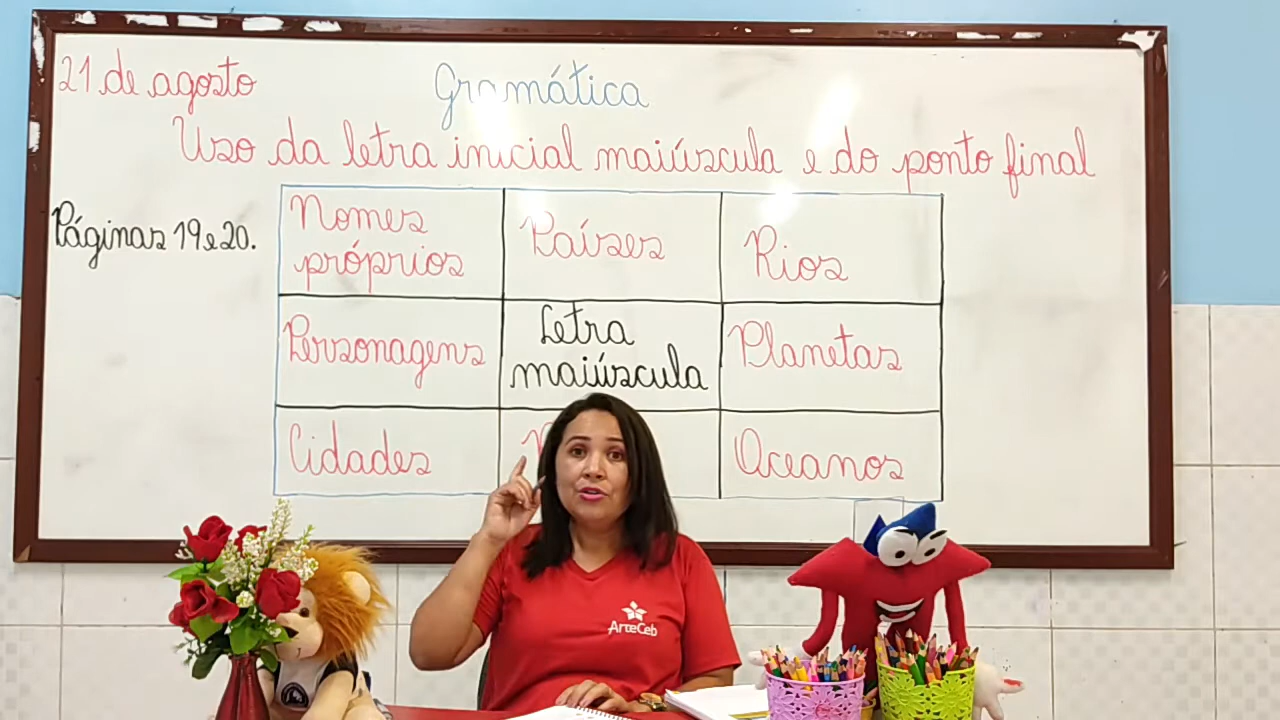 21 de agosto
Gramática
Uso da letra inicial maiúscula e do ponto final
Páginas 19 e 20.
Nomes
próprios
Países
Rios
Personagens
Letra
maiúscula
Planetas
Cidades
Oceanos
ArteCeb